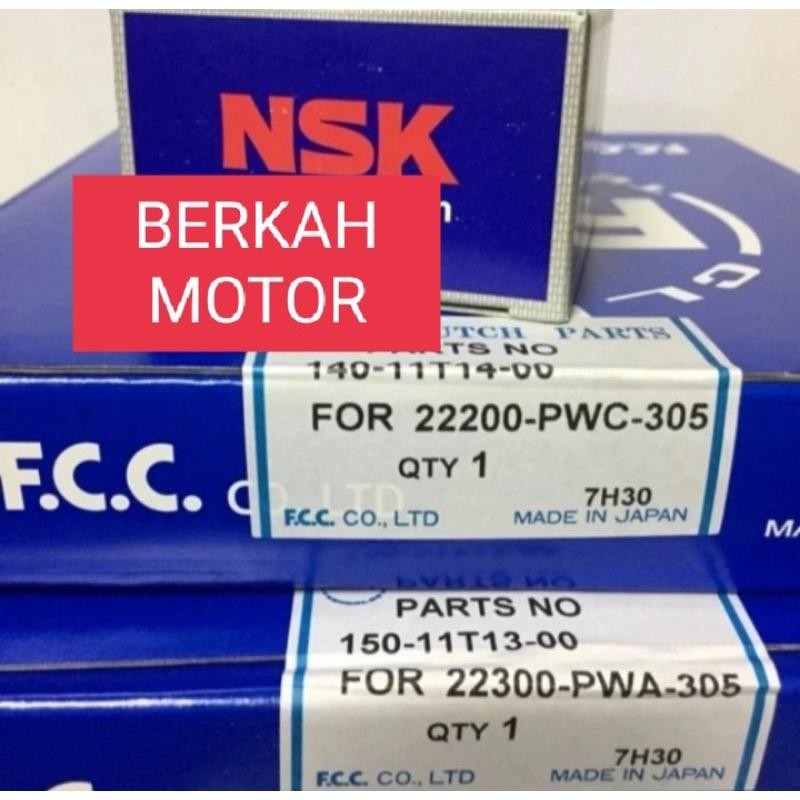 NSK
BERKAH
MOTOR
PARTS
PARTS NO
140-11T14-00
FOR 22200-PWC-305
QTY 1
7H30
F.C.C. CO., LTD MADE IN JAPAN
F.C.C. CO., LTD
PARTS NO
150-11T13-00
FOR 22300-PWA-305
QTY 1
7H30
F.C.C. CO., LTD MADE IN JAPAN